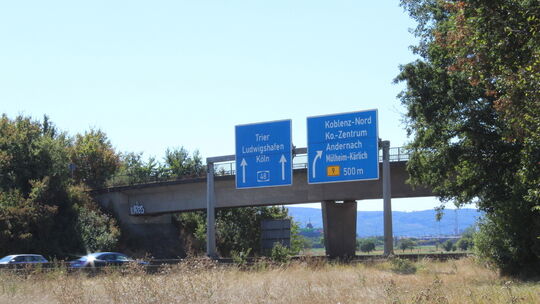 Trier
Ludwigshafen
Köln
48
Koblenz-Nord
Ko.-Zentrum
Andernach
Mülheim-Kärlich
9 500 m